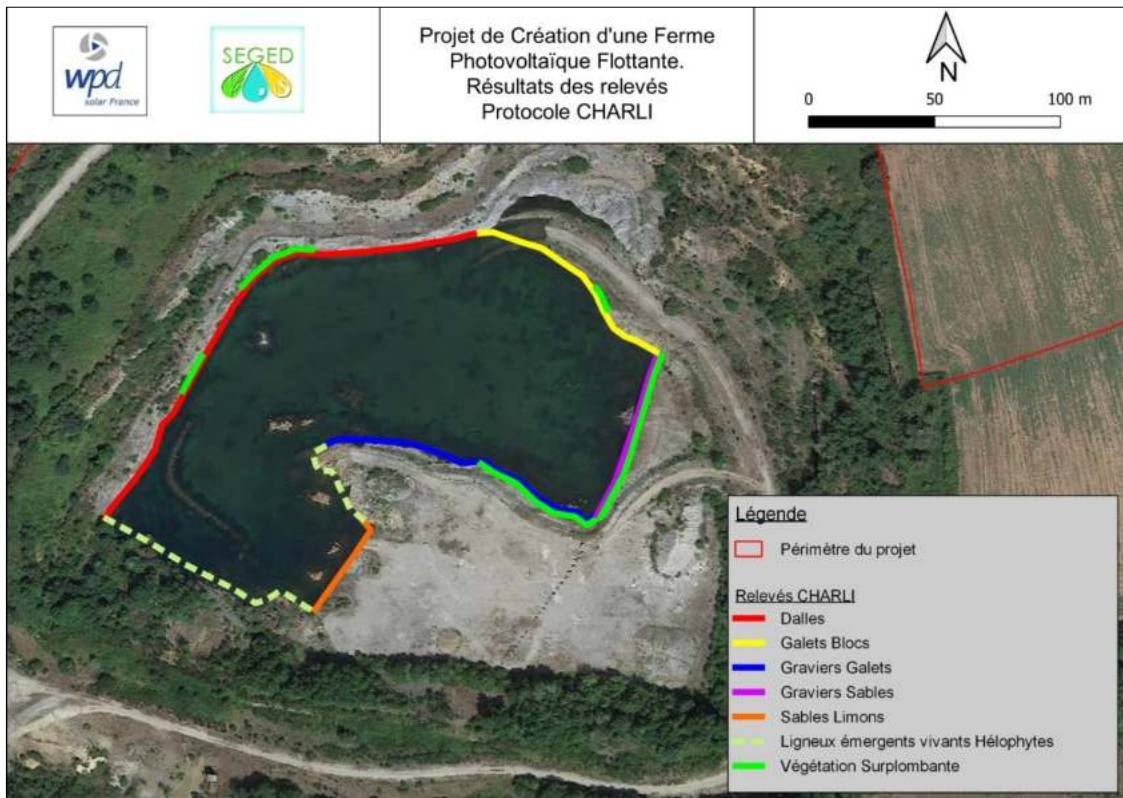 wpd
solar France
SEGED
Projet de Création d'une Ferme
Photovoltaïque Flottante.
Résultats des relevés
Protocole CHARLI
N
0 50 100 m
Légende
Périmètre du projet
Relevés CHARLI
Dalles
Galets Blocs
Graviers Galets
Graviers Sables
Sables Limons
Ligneux émergents vivants Hélophytes
Végétation Surplombante